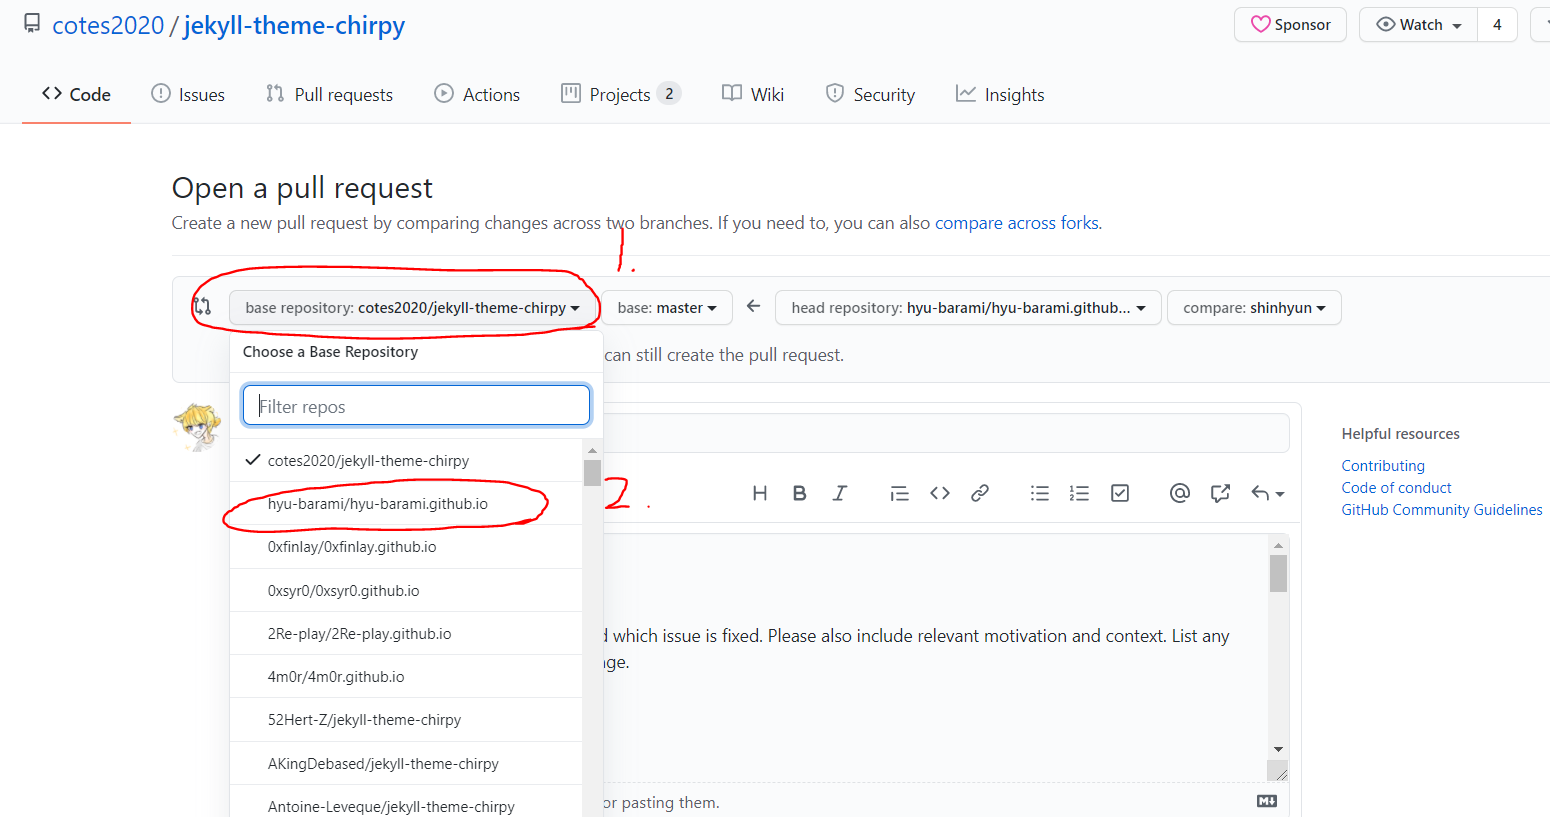 cotes2020 / jekyll-theme-chirpy
Sponsor
Watch
4
Code
Issues
Pull requests
Actions
Projects 2
Wiki
Security
Insights
Open a pull request
Create a new pull request by comparing changes across two branches. If you need to, you can also compare across forks.
1.
base repository: cotes2020/jekyll-theme-chirpy
base: master
head repository: hyu-barami/hyu-barami.github...
compare: shinhyun
Choose a Base Repository
can still create the pull request.
Filter repos
cotes2020/jekyll-theme-chirpy
hyu-barami/hyu-barami.github.io
2.
0xfinlay/0xfinlay.github.io
0xsyr0/0xsyr0.github.io
2Re-play/2Re-play.github.io
4m0r/4m0r.github.io
52Hert-Z/jekyll-theme-chirpy
AKingDebased/jekyll-theme-chirpy
Antoine-Leveque/jekyll-theme-chirpy
H B I
which issue is fixed. Please also include relevant motivation and context. List any
or pasting them.
Helpful resources
Contributing
Code of conduct
GitHub Community Guidelines